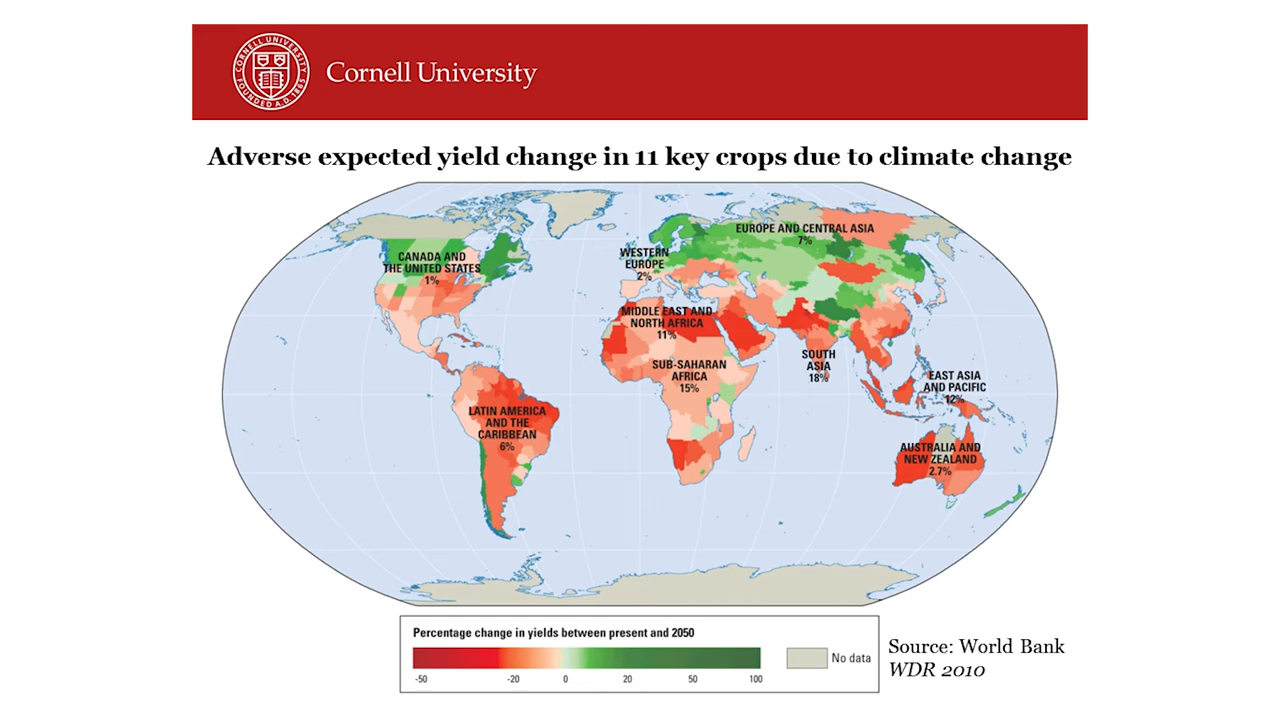 CORNELL UNIVERSITY
FOUNDED A.D. 1865
Cornell University
Adverse expected yield change in 11 key crops due to climate change
EUROPE AND CENTRAL ASIA
7%
WESTERN
EUROPE
2%
CANADA AND
THE UNITED STATES
1%
MIDDLE EAST AND
NORTH AFRICA
11%
SOUTH
ASIA
18%
SUB-SAHARAN
AFRICA
15%
EAST ASIA
AND PACIFIC
12%
LATIN AMERICA
AND THE
CARIBBEAN
6%
AUSTRALIA AND
NEW ZEALAND
2.7%
Percentage change in yields between present and 2050
-50 -20 0 20 50 100
No data
Source: World Bank
WDR 2010